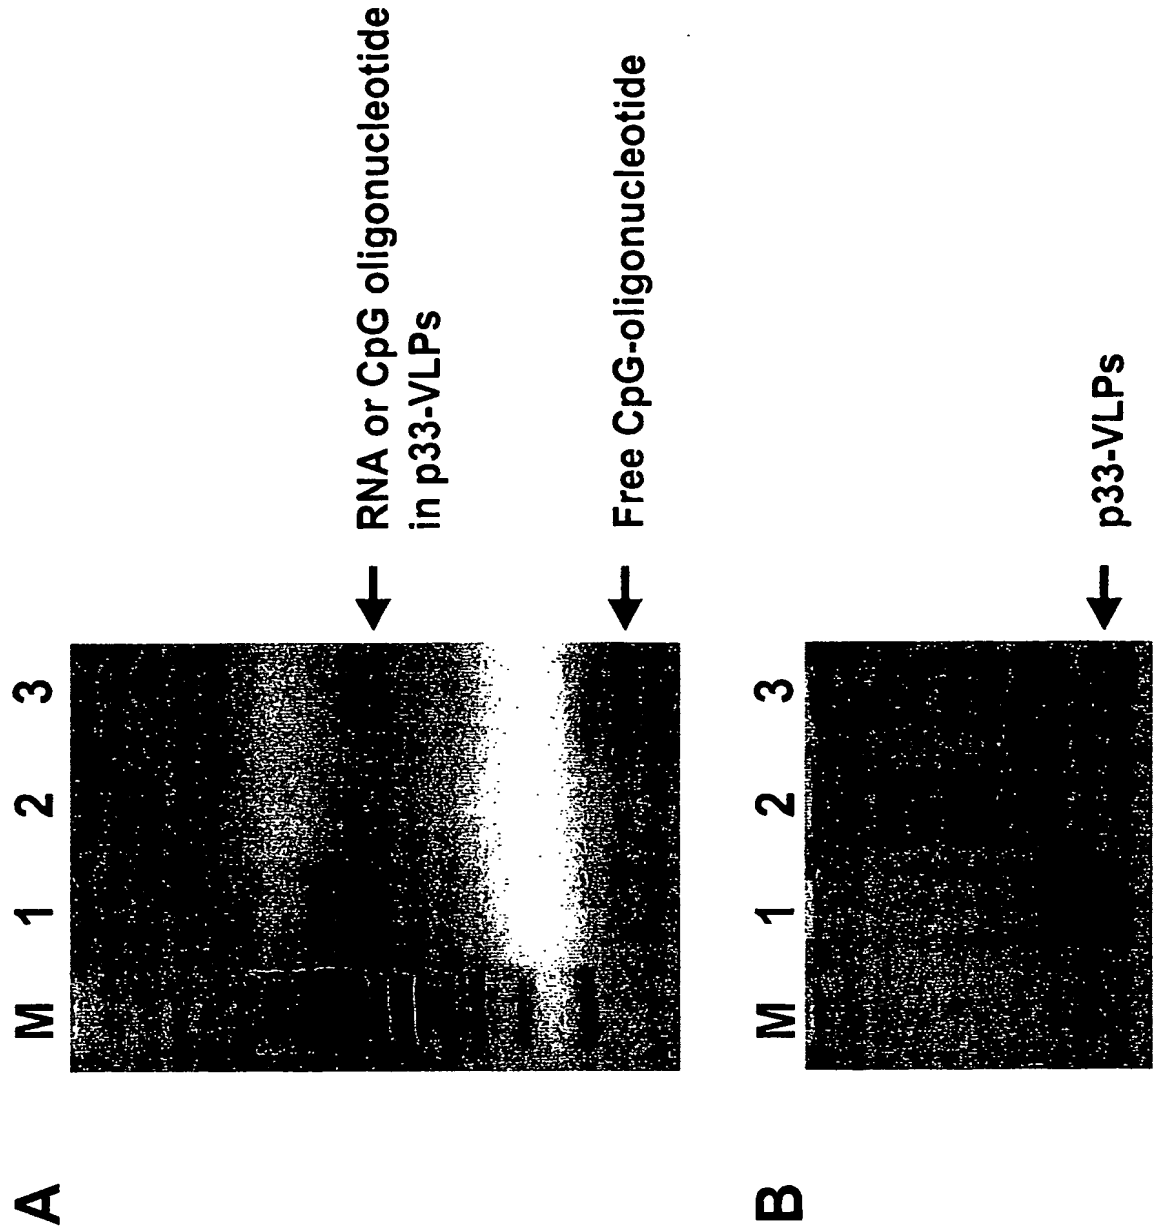 A
M 1 2 3
RNA or CpG oligonucleotide
in p33-VLPs
Free CpG-oligonucleotide
B
M 1 2 3
p33-VLPs